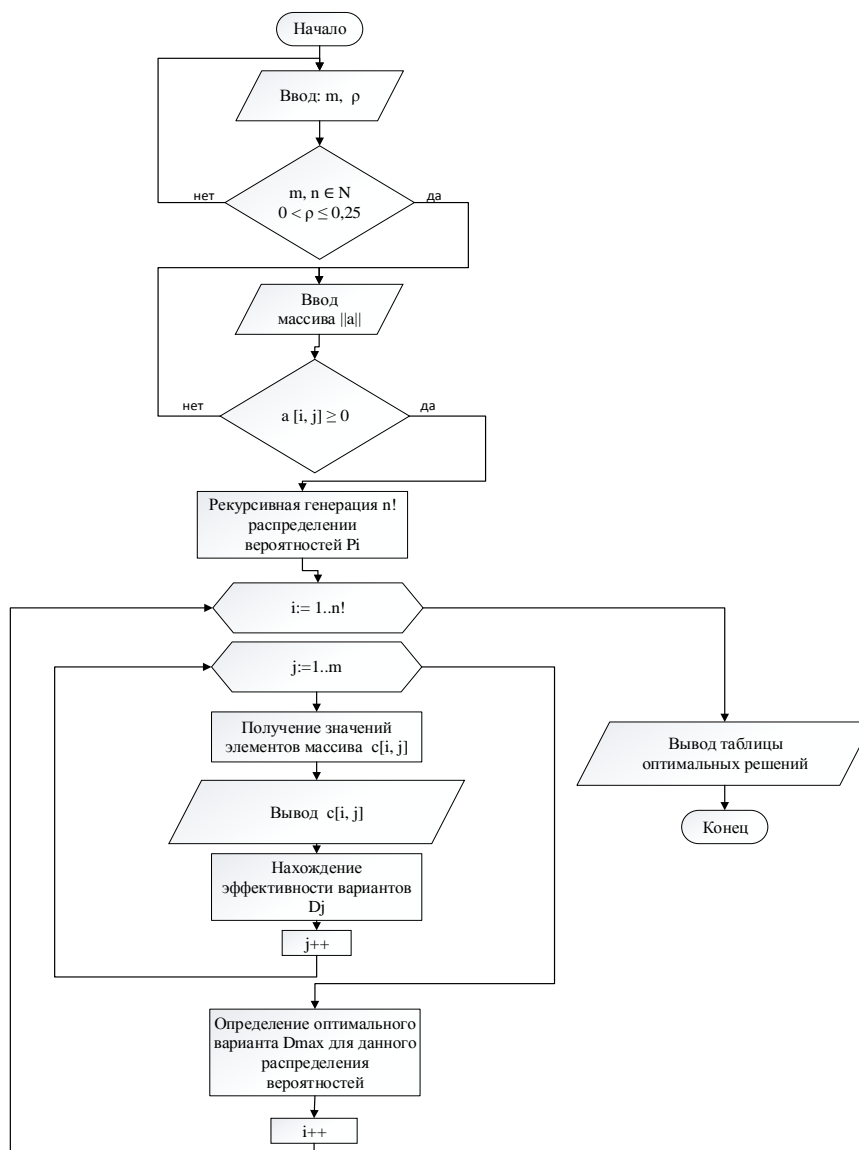 Начало
Ввод: m, ρ
m, n ∈ N
0 < ρ ≤ 0,25
нет
да
Ввод
массива ||a||
a [i, j] ≥ 0
нет
да
Рекурсивная генерация n!
распределении
вероятностей Pi
i:= 1..n!
j:=1..m
Получение значений
элементов массива c[i, j]
Вывод c[i, j]
Нахождение
эффективности вариантов
Dj
j++
Вывод таблицы
оптимальных решений
Конец
Определение оптимального
варианта Dmax для данного
распределения
вероятностей
i++